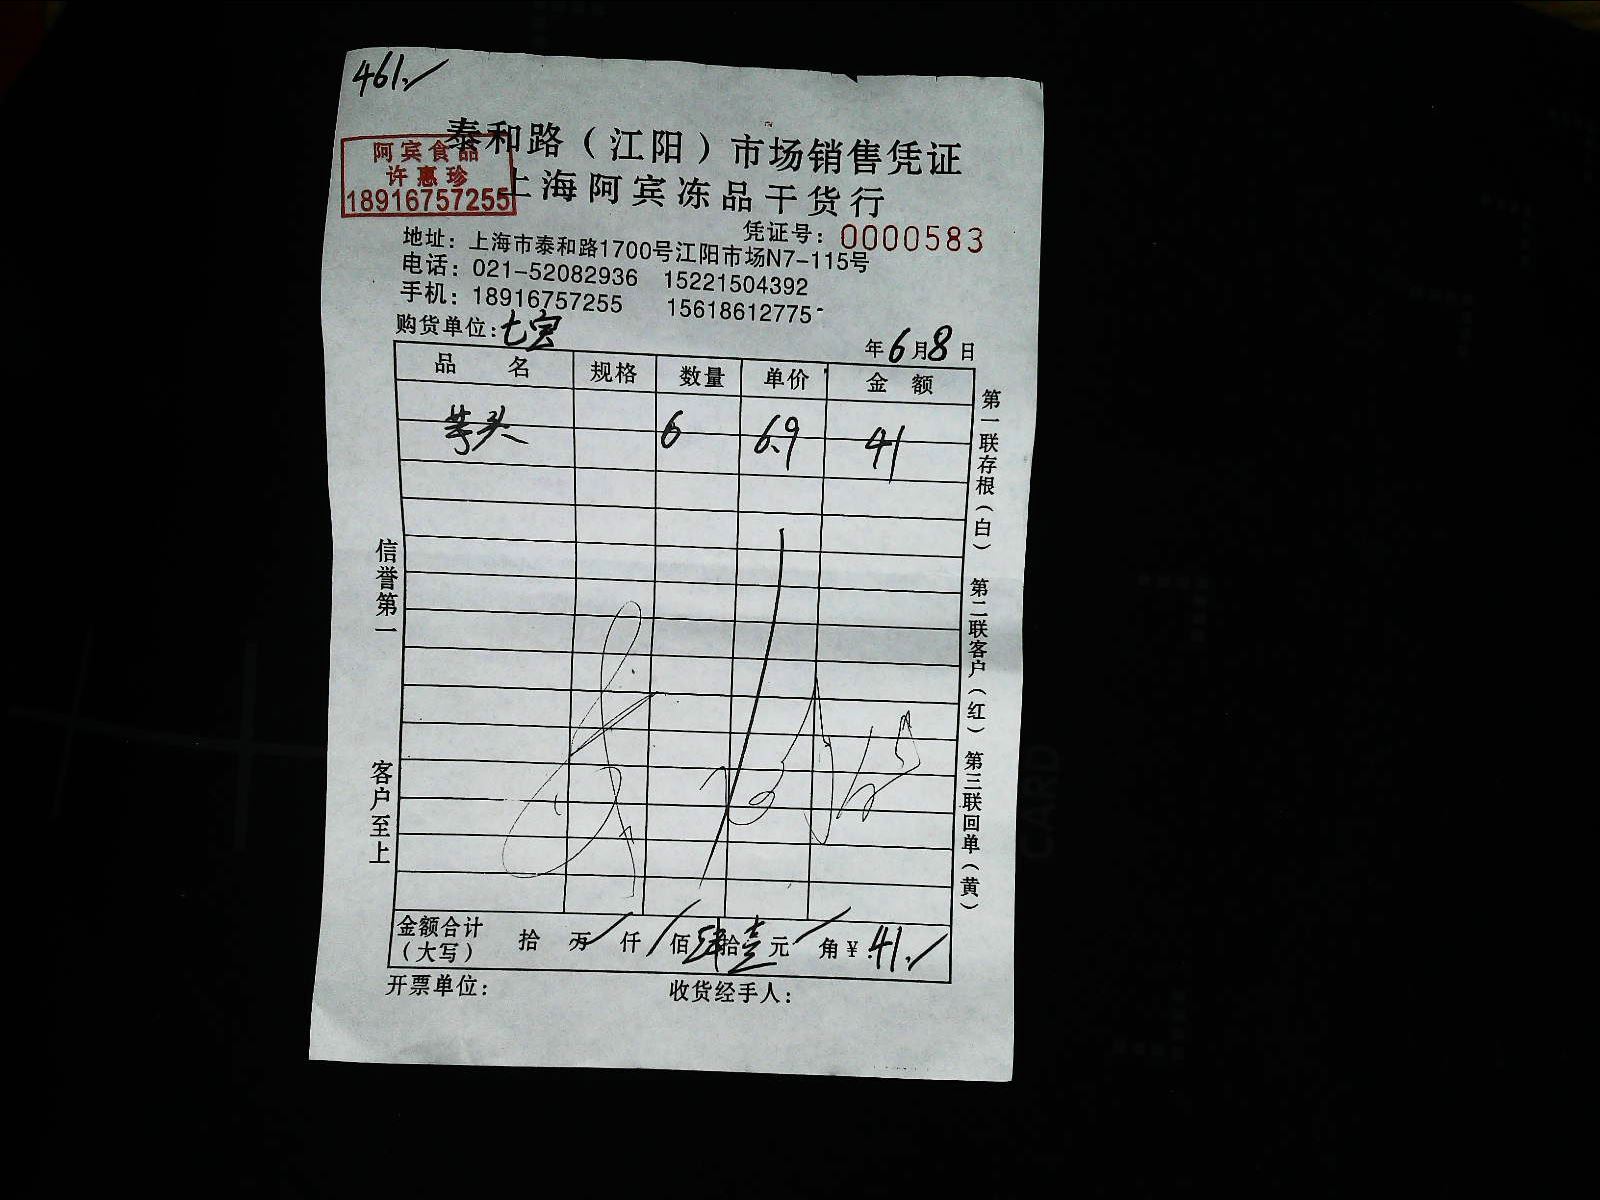 461.
泰和路（江阳）市场销售凭证
阿宾食品
许惠珍
18916757255
上海阿宾冻品干货行
凭证号：0000583
地址：上海市泰和路1700号江阳市场N7-115号
电话：021-52082936 15221504392
手机：18916757255 15618612775
购货单位：七宝
年6月8日
品 名 规格 数量 单价 金 额
芋头 6 6.9 41
第一联存根（白） 第二联客户（红） 第三联回单（黄）
信誉第一 客户至上
金额合计（大写） 拾 万 仟 佰肆拾壹元 角¥41.
开票单位： 收货经手人：